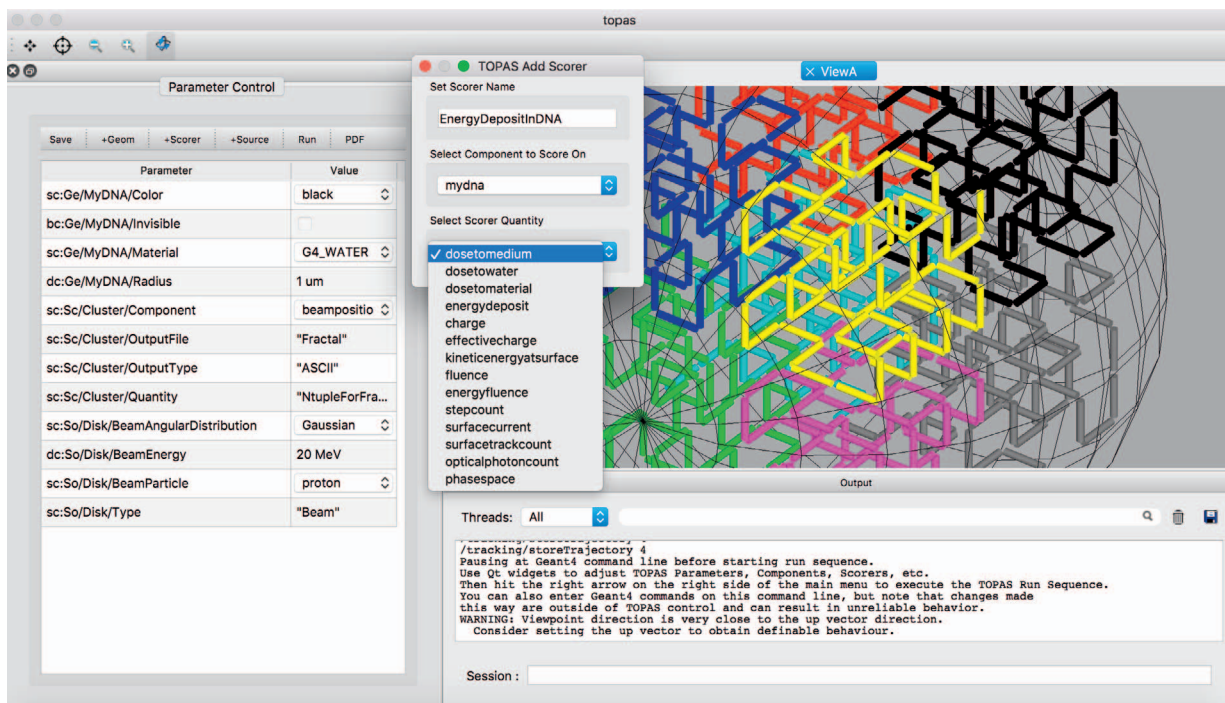 topas
TOPAS Add Scorer
× ViewA
Parameter Control
Set Scorer Name
EnergyDepositInDNA
Select Component to Score On
mydna
Select Scorer Quantity
✓ dosetomedium
dosetowater
dosetomaterial
energydeposit
charge
effectivecharge
kineticenergyatsurface
fluence
energyfluence
stepcount
surfacecurrent
surfacetrackcount
opticalphotoncount
phasespace
Save +Geom +Scorer +Source Run PDF
Parameter Value
sc:Ge/MyDNA/Color black
bc:Ge/MyDNA/Invisible
sc:Ge/MyDNA/Material G4_WATER
dc:Ge/MyDNA/Radius 1 um
sc:Sc/Cluster/Component beampositio
sc:Sc/Cluster/OutputFile "Fractal"
sc:Sc/Cluster/OutputType "ASCII"
sc:Sc/Cluster/Quantity "NtupleForFra...
sc:So/Disk/BeamAngularDistribution Gaussian
dc:So/Disk/BeamEnergy 20 MeV
sc:So/Disk/BeamParticle proton
sc:So/Disk/Type "Beam"
Output
Threads: All
/tracking/storeTrajectory 4
Pausing at Geant4 command line before starting run sequence.
Use Qt widgets to adjust TOPAS Parameters, Components, Scorers, etc.
Then hit the right arrow on the right side of the main menu to execute the TOPAS Run Sequence.
You can also enter Geant4 commands on this command line, but note that changes made
this way are outside of TOPAS control and can result in unreliable behavior.
WARNING: Viewpoint direction is very close to the up vector direction.
Consider setting the up vector to obtain definable behaviour.
Session :